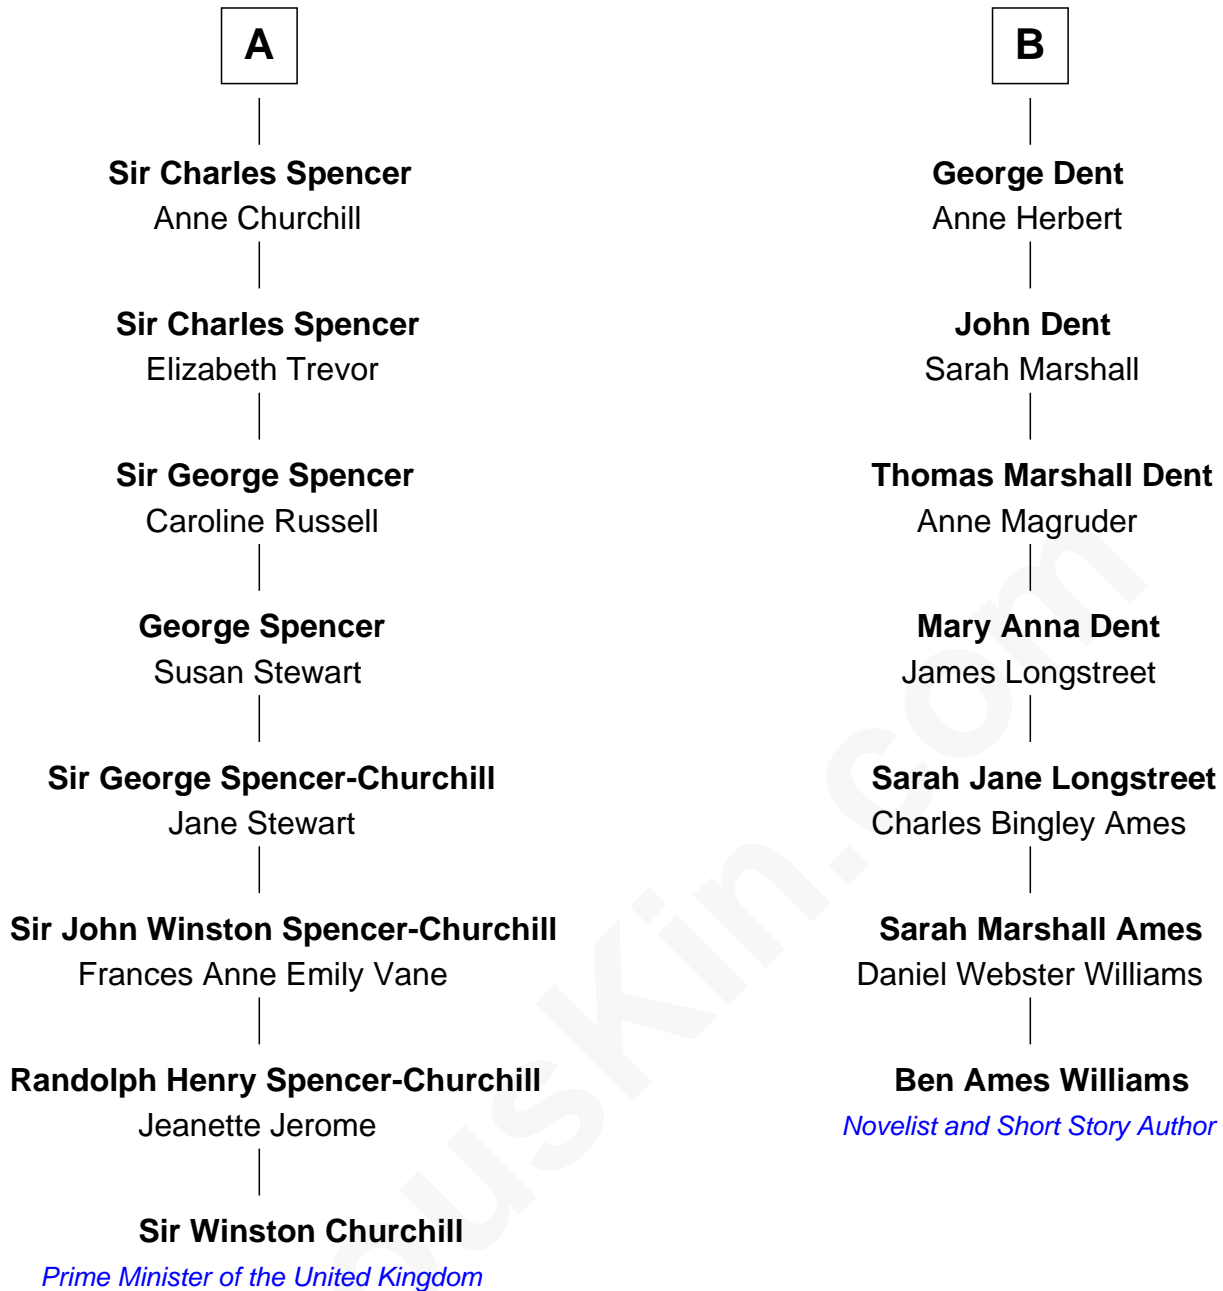 A
Sir Charles Spencer
Anne Churchill
Sir Charles Spencer
Elizabeth Trevor
Sir George Spencer
Caroline Russell
George Spencer
Susan Stewart
Sir George Spencer-Churchill
Jane Stewart
Sir John Winston Spencer-Churchill
Frances Anne Emily Vane
Randolph Henry Spencer-Churchill
Jeanette Jerome
Sir Winston Churchill
Prime Minister of the United Kingdom
B
George Dent
Anne Herbert
John Dent
Sarah Marshall
Thomas Marshall Dent
Anne Magruder
Mary Anna Dent
James Longstreet
Sarah Jane Longstreet
Charles Bingley Ames
Sarah Marshall Ames
Daniel Webster Williams
Ben Ames Williams
Novelist and Short Story Author
ousKin.com